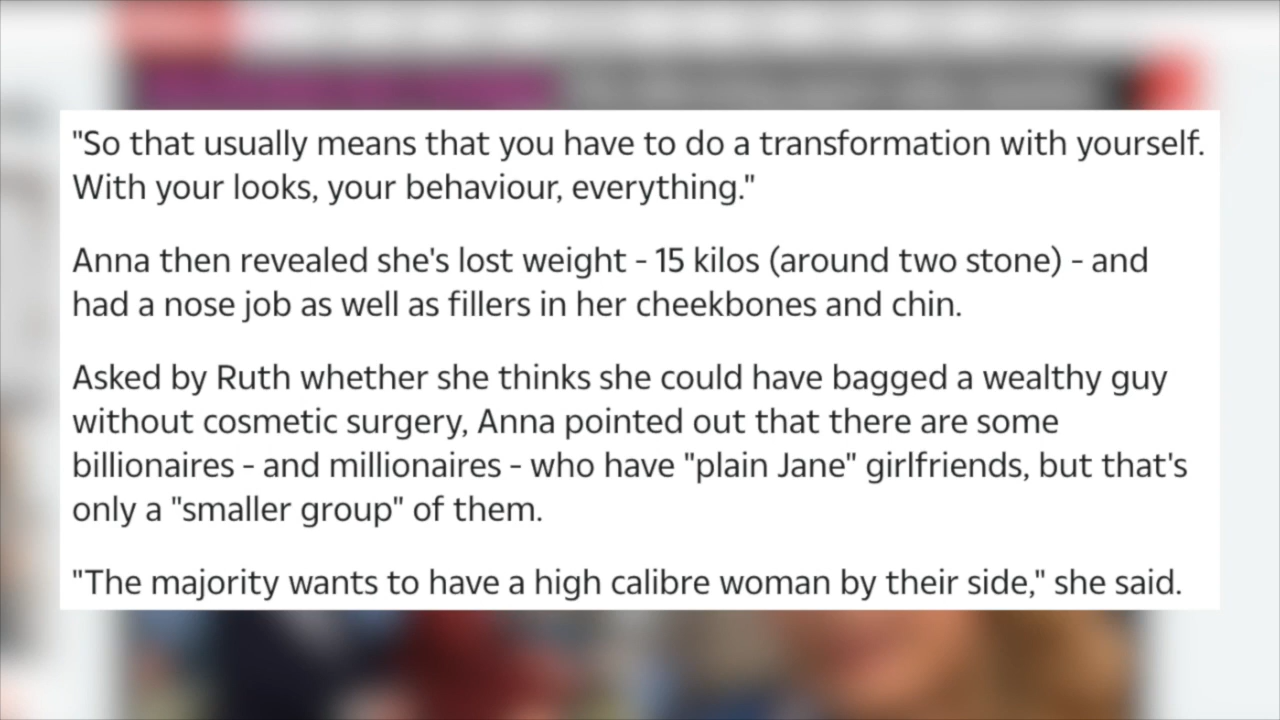 "So that usually means that you have to do a transformation with yourself.
With your looks, your behaviour, everything."
Anna then revealed she's lost weight - 15 kilos (around two stone) - and
had a nose job as well as fillers in her cheekbones and chin.
Asked by Ruth whether she thinks she could have bagged a wealthy guy
without cosmetic surgery, Anna pointed out that there are some
billionaires - and millionaires - who have "plain Jane" girlfriends, but that's
only a "smaller group" of them.
"The majority wants to have a high calibre woman by their side," she said.